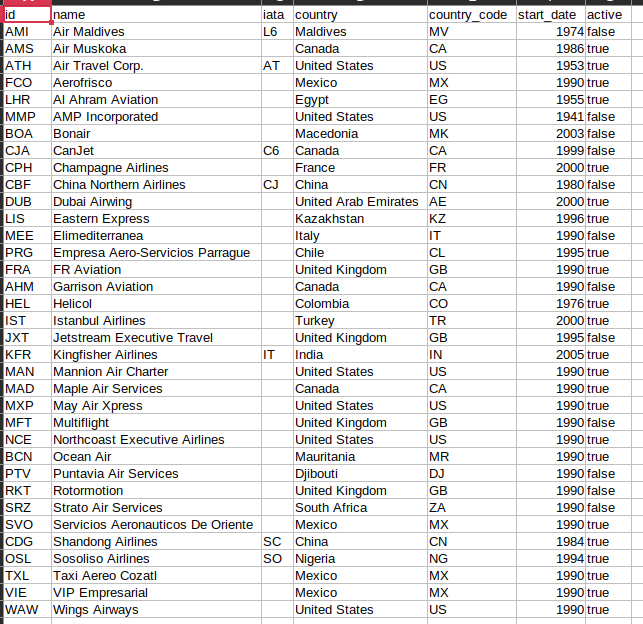 id name iata country country_code start_date active
AMI Air Maldives L6 Maldives MV 1974 false
AMS Air Muskoka Canada CA 1986 true
ATH Air Travel Corp. AT United States US 1953 true
FCO Aerofrisco Mexico MX 1990 true
LHR Al Ahram Aviation Egypt EG 1955 true
MMP AMP Incorporated United States US 1941 false
BOA Bonair Macedonia MK 2003 false
CJA CanJet C6 Canada CA 1999 false
CPH Champagne Airlines France FR 2000 true
CBF China Northern Airlines CJ China CN 1980 false
DUB Dubai Airwing United Arab Emirates AE 2000 true
LIS Eastern Express Kazakhstan KZ 1996 true
MEE Elimediterranea Italy IT 1990 false
PRG Empresa Aero-Servicios Parrague Chile CL 1995 true
FRA FR Aviation United Kingdom GB 1990 true
AHM Garrison Aviation Canada CA 1990 false
HEL Helicol Colombia CO 1976 true
IST Istanbul Airlines Turkey TR 2000 true
JXT Jetstream Executive Travel United Kingdom GB 1995 false
KFR Kingfisher Airlines IT India IN 2005 true
MAN Mannion Air Charter United States US 1990 true
MAD Maple Air Services Canada CA 1990 true
MXP May Air Xpress United States US 1990 true
MFT Multiflight United Kingdom GB 1990 false
NCE Northcoast Executive Airlines United States US 1990 true
BCN Ocean Air Mauritania MR 1990 true
PTV Puntavia Air Services Djibouti DJ 1990 false
RKT Rotormotion United Kingdom GB 1990 false
SRZ Strato Air Services South Africa ZA 1990 false
SVO Servicios Aeronauticos De Oriente Mexico MX 1990 true
CDG Shandong Airlines SC China CN 1984 true
OSL Sosoliso Airlines SO Nigeria NG 1994 true
TXL Taxi Aereo Cozatl Mexico MX 1990 true
VIE VIP Empresarial Mexico MX 1990 true
WAW Wings Airways United States US 1990 true